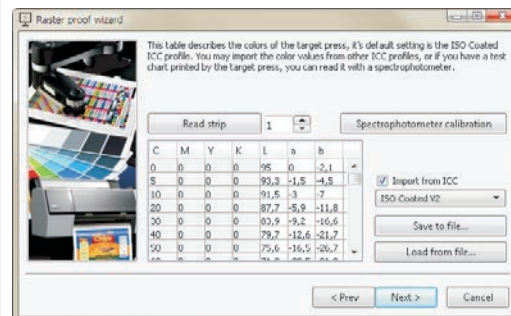 Raster proof wizard
This table describes the colors of the target press, it's default setting is the ISO Coated
ICC profile. You may import the color values from other ICC profiles, or if you have a test
chart printed by the target press, you can read it with a spectrophotometer.
Read strip 1 Spectrophotometer calibration
C M Y K L a b
0 0 0 0 95 0 -2,1
5 0 0 0 93,3 -1,5 -4,5
10 0 0 0 91,5 -3 -7
20 0 0 0 87,7 -5,9 -11,8
30 0 0 0 83,9 -9,2 -16,6
40 0 0 0 79,7 -12,6 -21,7
50 0 0 0 75,6 -16,5 -26,7
Import from ICC
ISO Coated V2
Save to file...
Load from file...
< Prev Next > Cancel